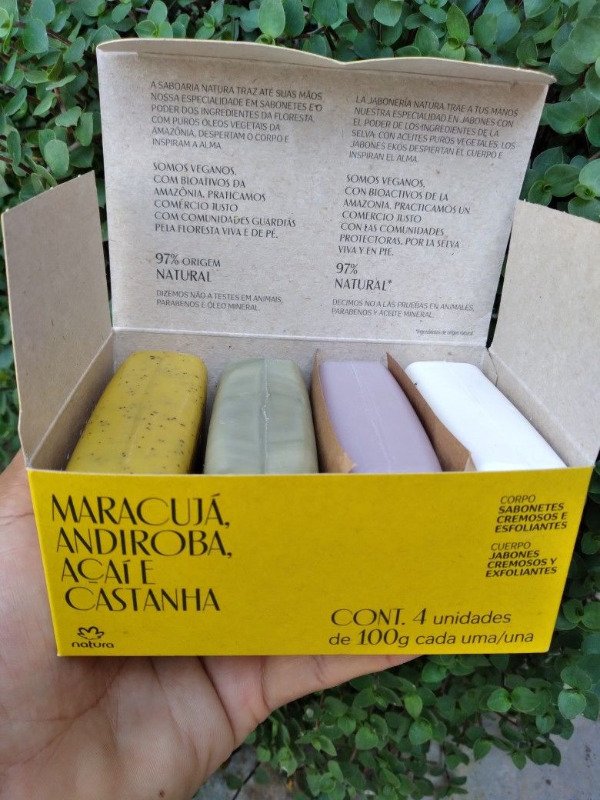 A SABOARIA NATURA TRAZ ATÉ SUAS MÃOS
NOSSA ESPECIALIDADE EM SABONETES E O
PODER DOS INGREDIENTES DA FLORESTA.
COM PUROS ÓLEOS VEGETAIS DA
AMAZÔNIA, DESPERTAM O CORPO E
INSPIRAM A ALMA.
SOMOS VEGANOS,
COM BIOATIVOS DA
AMAZÔNIA. PRATICAMOS
COMÉRCIO JUSTO
COM COMUNIDADES GUARDIÃS
PELA FLORESTA VIVA E DE PÉ.
97% ORIGEM
NATURAL
DIZEMOS NÃO A TESTES EM ANIMAIS,
PARABENOS E ÓLEO MINERAL.
LA JABONERÍA NATURA TRAE A TUS MANOS
NUESTRA ESPECIALIDAD EN JABONES CON
EL PODER DE LOS INGREDIENTES DE LA
SELVA. CON ACEITES PUROS VEGETALES, LOS
JABONES EKOS DESPIERTAN EL CUERPO E
INSPIRAN EL ALMA.
SOMOS VEGANOS,
CON BIOACTIVOS DE LA
AMAZONIA. PRACTICAMOS UN
COMERCIO JUSTO
CON LAS COMUNIDADES
PROTECTORAS, POR LA SELVA
VIVA Y EN PIE.
97%
NATURAL*
DECIMOS NO A LAS PRUEBAS EN ANIMALES,
PARABENOS Y ACEITE MINERAL.
*Ingredientes de origen natural
MARACUJÁ,
ANDIROBA,
AÇAÍ E
CASTANHA
natura
CORPO
SABONETES
CREMOSOS E
ESFOLIANTES
CUERPO
JABONES
CREMOSOS Y
EXFOLIANTES
CONT. 4 unidades
de 100g cada uma/una